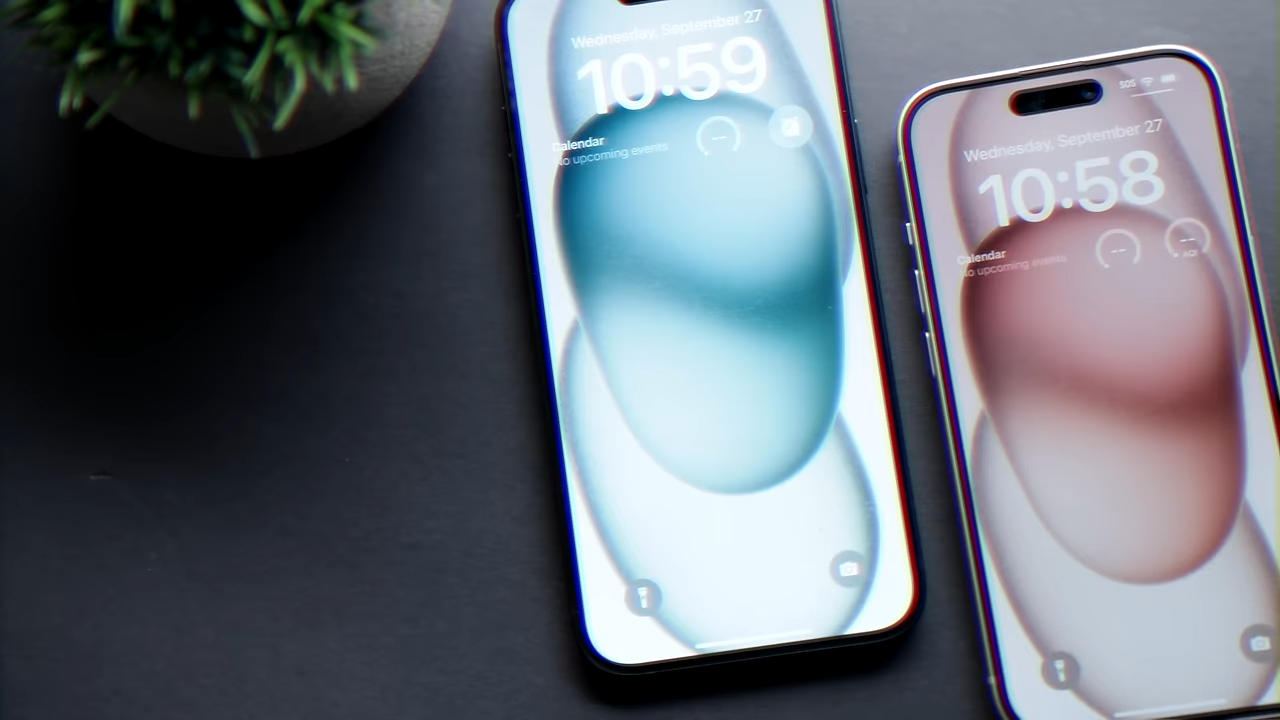 Wednesday, September 27
10:59
Calendar
No upcoming events
--
SOS
Wednesday, September 27
10:58
Calendar
No upcoming events
--
--
AQI